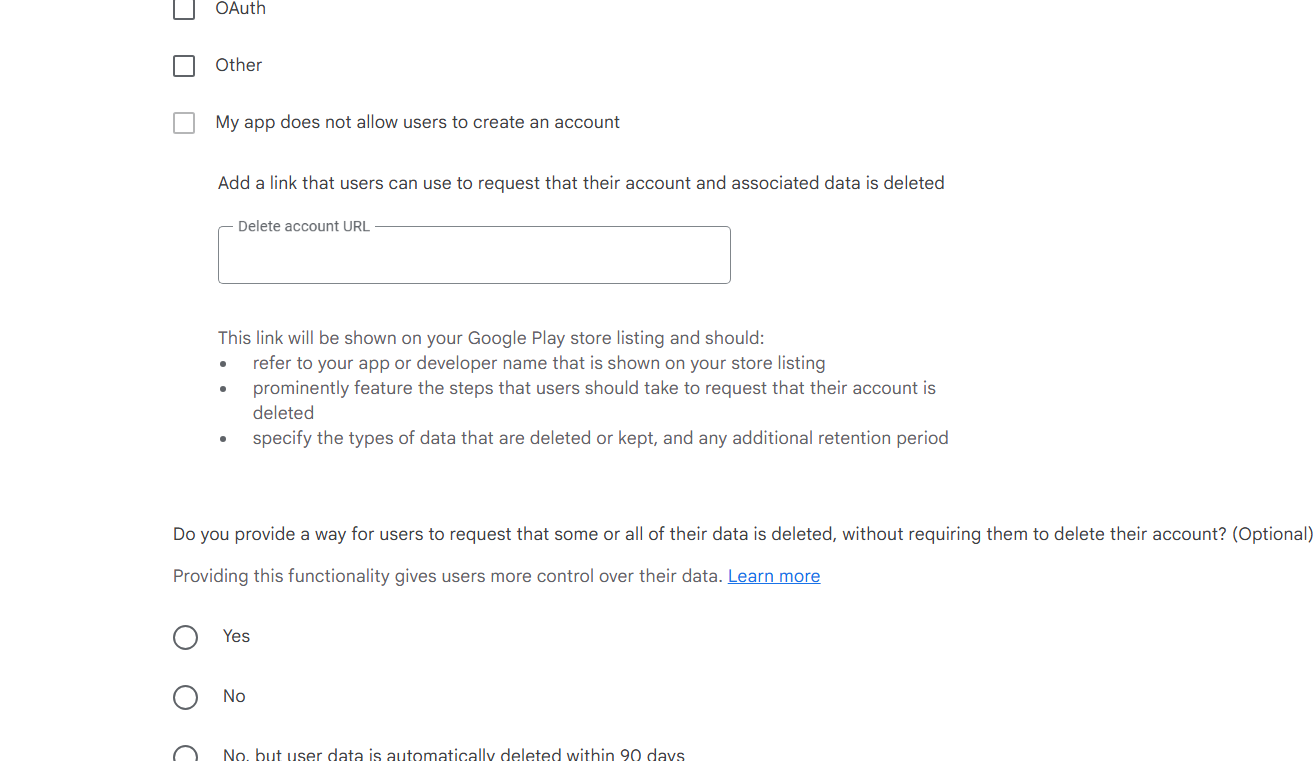 OAuth
Other
My app does not allow users to create an account
Add a link that users can use to request that their account and associated data is deleted
Delete account URL
This link will be shown on your Google Play store listing and should:
• refer to your app or developer name that is shown on your store listing
• prominently feature the steps that users should take to request that their account is
deleted
• specify the types of data that are deleted or kept, and any additional retention period
Do you provide a way for users to request that some or all of their data is deleted, without requiring them to delete their account? (Optional)
Providing this functionality gives users more control over their data. Learn more
Yes
No
No, but user data is automatically deleted within 90 days